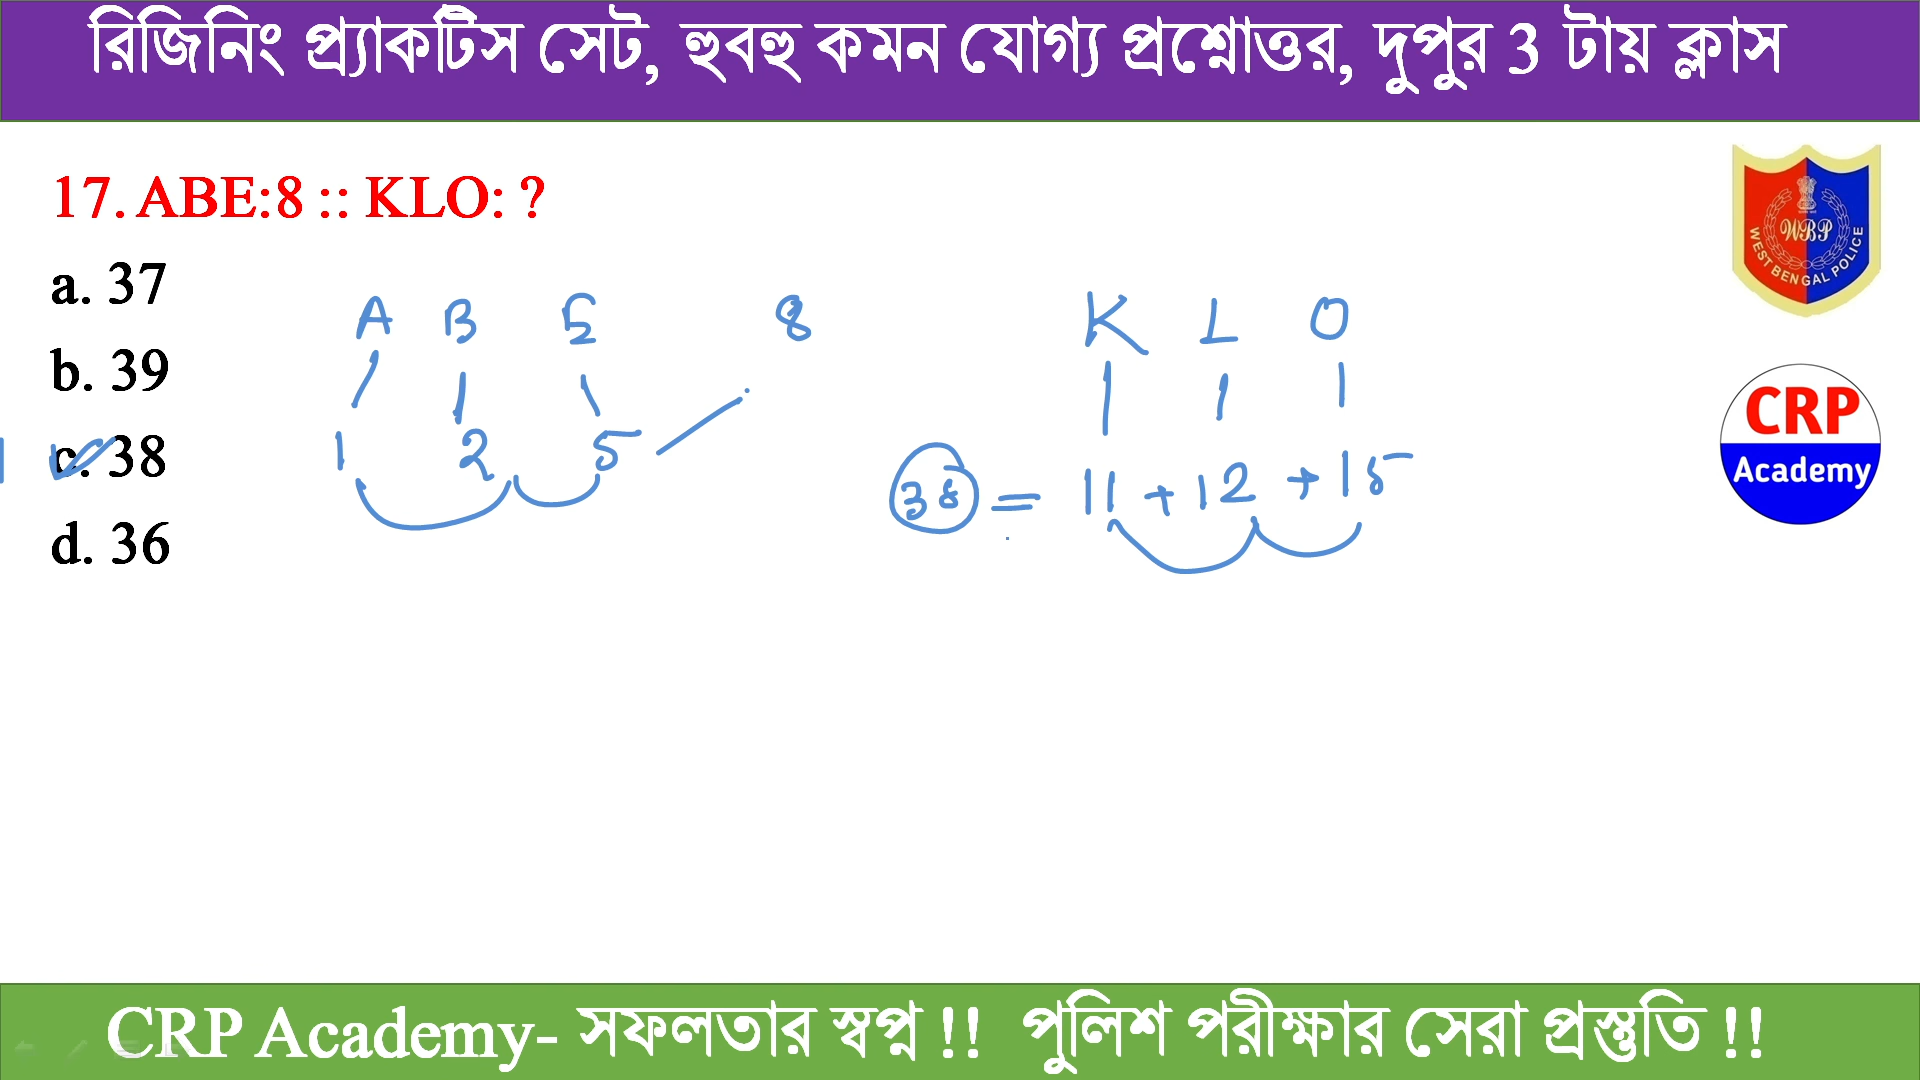 রিজিনিং প্র্যাকটিস সেট, হুবহু কমন যোগ্য প্রশ্নোত্তর, দুপুর 3 টায় ক্লাস
17. ABE:8 :: KLO: ?
a. 37
b. 39
c. 38
d. 36
A B E 8
1 2 5
K L O
38 = 11 + 12 + 15
WBP
WEST BENGAL POLICE
CRP
Academy
CRP Academy- সফলতার স্বপ্ন !! পুলিশ পরীক্ষার সেরা প্রস্তুতি !!